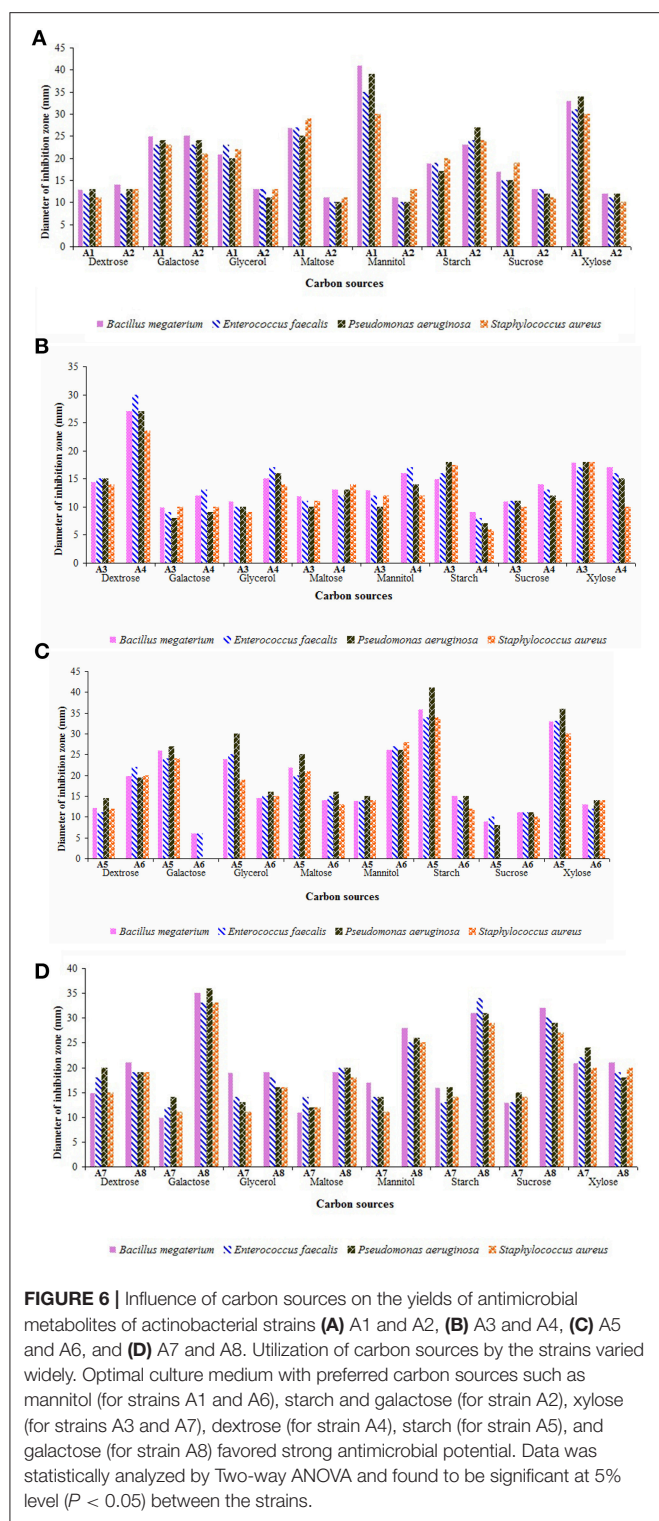 A
Diameter of inhibition zone (mm)
45
40
35
30
25
20
15
10
5
0
A1 A2 A1 A2 A1 A2 A1 A2 A1 A2 A1 A2 A1 A2 A1 A2
Dextrose Galactose Glycerol Maltose Mannitol Starch Sucrose Xylose
Carbon sources
Bacillus megaterium Enterococcus faecalis Pseudomonas aeruginosa Staphylococcus aureus
B
Diameter of inhibition zone (mm)
35
30
25
20
15
10
5
0
A3 A4 A3 A4 A3 A4 A3 A4 A3 A4 A3 A4 A3 A4 A3 A4
Dextrose Galactose Glycerol Maltose Mannitol Starch Sucrose Xylose
Carbon sources
Bacillus megaterium Enterococcus faecalis Pseudomonas aeruginosa Staphylococcus aureus
C
Diameter of inhibition zone (mm)
45
40
35
30
25
20
15
10
5
0
A5 A6 A5 A6 A5 A6 A5 A6 A5 A6 A5 A6 A5 A6 A5 A6
Dextrose Galactose Glycerol Maltose Mannitol Starch Sucrose Xylose
Carbon sources
Bacillus megaterium Enterococcus faecalis Pseudomonas aeruginosa Staphylococcus aureus
D
Diameter of inhibition zone (mm)
40
35
30
25
20
15
10
5
0
A7 A8 A7 A8 A7 A8 A7 A8 A7 A8 A7 A8 A7 A8 A7 A8
Dextrose Galactose Glycerol Maltose Mannitol Starch Sucrose Xylose
Carbon sources
Bacillus megaterium Enterococcus faecalis Pseudomonas aeruginosa Staphylococcus aureus
FIGURE 6 | Influence of carbon sources on the yields of antimicrobial
metabolites of actinobacterial strains (A) A1 and A2, (B) A3 and A4, (C) A5
and A6, and (D) A7 and A8. Utilization of carbon sources by the strains varied
widely. Optimal culture medium with preferred carbon sources such as
mannitol (for strains A1 and A6), starch and galactose (for strain A2), xylose
(for strains A3 and A7), dextrose (for strain A4), starch (for strain A5), and
galactose (for strain A8) favored strong antimicrobial potential. Data was
statistically analyzed by Two-way ANOVA and found to be significant at 5%
level (P < 0.05) between the strains.